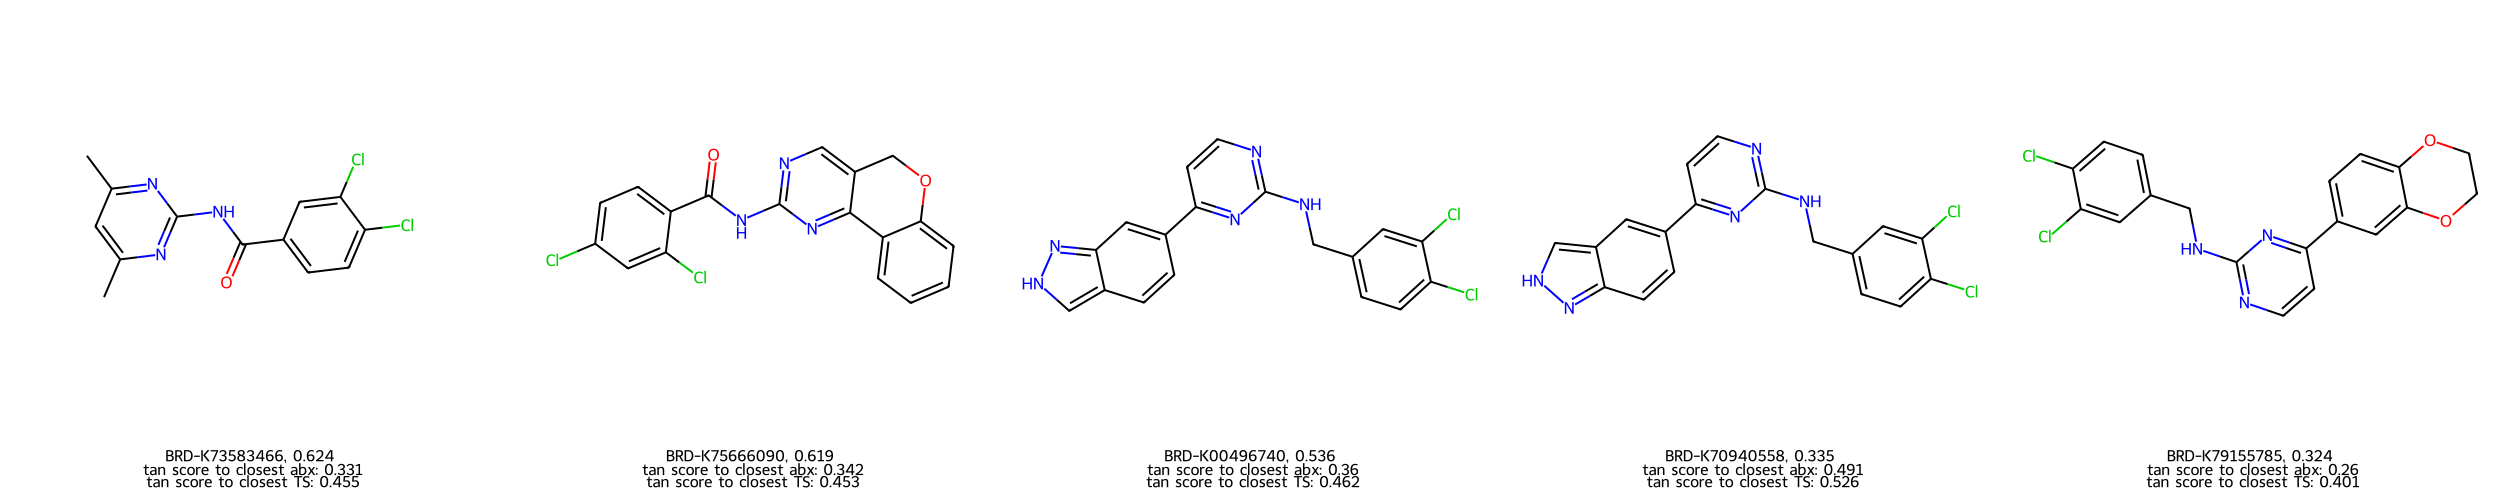 N
N
NH
O
Cl
Cl
O
N
N
N
H
O
Cl
Cl
N
N
NH
N
HN
Cl
Cl
N
N
NH
HN
N
Cl
Cl
Cl
Cl
HN
N
N
O
O
BRD-K73583466, 0.624
tan score to closest abx: 0.331
tan score to closest TS: 0.455
BRD-K75666090, 0.619
tan score to closest abx: 0.342
tan score to closest TS: 0.453
BRD-K00496740, 0.536
tan score to closest abx: 0.36
tan score to closest TS: 0.462
BRD-K70940558, 0.335
tan score to closest abx: 0.491
tan score to closest TS: 0.526
BRD-K79155785, 0.324
tan score to closest abx: 0.26
tan score to closest TS: 0.401